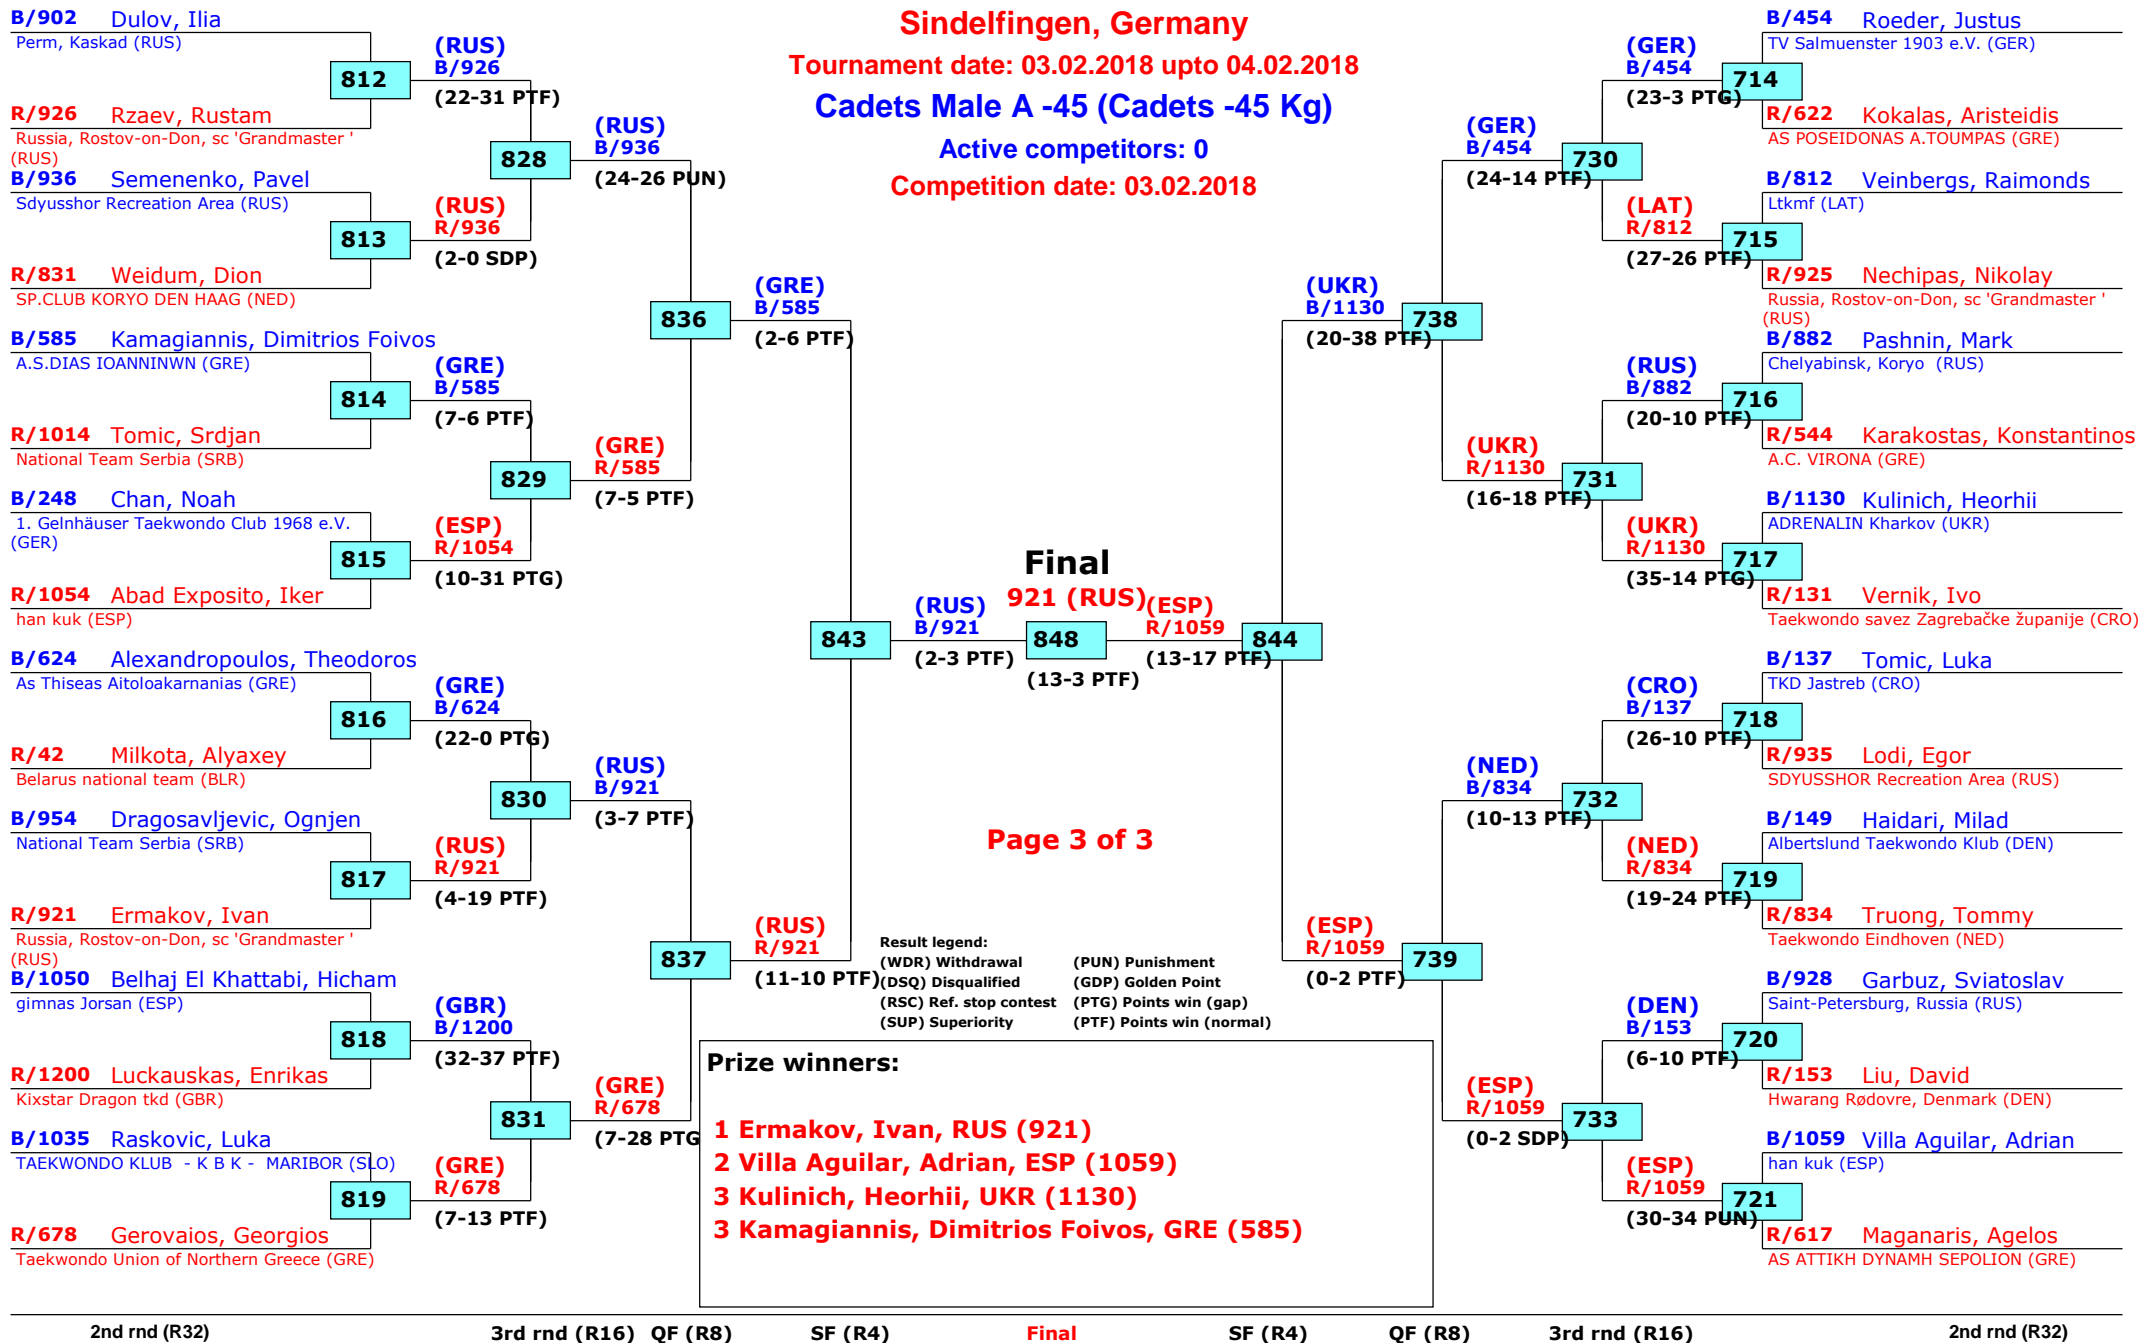 Sindelfingen, Germany
Tournament date: 03.02.2018 upto 04.02.2018
Cadets Male A -45 (Cadets -45 Kg)
Active competitors: 0
Competition date: 03.02.2018
B/902 Dulov, Ilia
Perm, Kaskad (RUS)
812
R/926 Rzaev, Rustam
Russia, Rostov-on-Don, sc 'Grandmaster '
(RUS)
B/936 Semenenko, Pavel
Sdyusshor Recreation Area (RUS)
813
R/831 Weidum, Dion
SP.CLUB KORYO DEN HAAG (NED)
B/585 Kamagiannis, Dimitrios Foivos
A.S.DIAS IOANNINWN (GRE)
814
R/1014 Tomic, Srdjan
National Team Serbia (SRB)
B/248 Chan, Noah
1. Gelnhäuser Taekwondo Club 1968 e.V.
(GER)
815
R/1054 Abad Exposito, Iker
han kuk (ESP)
B/624 Alexandropoulos, Theodoros
As Thiseas Aitoloakarnanias (GRE)
816
R/42 Milkota, Alyaxey
Belarus national team (BLR)
B/954 Dragosavljevic, Ognjen
National Team Serbia (SRB)
817
R/921 Ermakov, Ivan
Russia, Rostov-on-Don, sc 'Grandmaster '
(RUS)
B/1050 Belhaj El Khattabi, Hicham
gimnas Jorsan (ESP)
818
R/1200 Luckauskas, Enrikas
Kixstar Dragon tkd (GBR)
B/1035 Raskovic, Luka
TAEKWONDO KLUB - K B K - MARIBOR (SLO)
819
R/678 Gerovaios, Georgios
Taekwondo Union of Northern Greece (GRE)
(RUS)
B/926
(22-31 PTF)
828
(RUS)
R/936
(2-0 SDP)
(GRE)
B/585
(7-6 PTF)
829
(ESP)
R/1054
(10-31 PTG)
(GRE)
B/624
(22-0 PTG)
830
(RUS)
R/921
(4-19 PTF)
(GBR)
B/1200
(32-37 PTF)
831
(GRE)
R/678
(7-13 PTF)
(RUS)
B/936
(24-26 PUN)
836
(GRE)
R/585
(7-5 PTF)
(RUS)
B/921
(3-7 PTF)
837
(GRE)
R/678
(7-28 PTG
(GRE)
B/585
(2-6 PTF)
843
(RUS)
R/921
(11-10 PTF)
(RUS)
B/921
(2-3 PTF)
Final
921 (RUS)
848
(13-3 PTF)
(ESP)
R/1059
(13-17 PTF)
844
Page 3 of 3
(UKR)
B/1130
(20-38 PTF)
738
(ESP)
R/1059
(0-2 PTF)
739
(GER)
B/454
(24-14 PTF)
730
(UKR)
R/1130
(16-18 PTF)
731
(NED)
B/834
(10-13 PTF)
732
(ESP)
R/1059
(0-2 SDP)
733
(GER)
B/454
(23-3 PTG)
714
(LAT)
R/812
(27-26 PTF)
715
(RUS)
B/882
(20-10 PTF)
716
(UKR)
R/1130
(35-14 PTG)
717
(CRO)
B/137
(26-10 PTF)
718
(NED)
R/834
(19-24 PTF)
719
(DEN)
B/153
(6-10 PTF)
720
(ESP)
R/1059
(30-34 PUN)
721
B/454 Roeder, Justus
TV Salmuenster 1903 e.V. (GER)
R/622 Kokalas, Aristeidis
AS POSEIDONAS A.TOUMPAS (GRE)
B/812 Veinbergs, Raimonds
Ltkmf (LAT)
R/925 Nechipas, Nikolay
Russia, Rostov-on-Don, sc 'Grandmaster '
(RUS)
B/882 Pashnin, Mark
Chelyabinsk, Koryo (RUS)
R/544 Karakostas, Konstantinos
A.C. VIRONA (GRE)
B/1130 Kulinich, Heorhii
ADRENALIN Kharkov (UKR)
R/131 Vernik, Ivo
Taekwondo savez Zagrebačke županije (CRO)
B/137 Tomic, Luka
TKD Jastreb (CRO)
R/935 Lodi, Egor
SDYUSSHOR Recreation Area (RUS)
B/149 Haidari, Milad
Albertslund Taekwondo Klub (DEN)
R/834 Truong, Tommy
Taekwondo Eindhoven (NED)
B/928 Garbuz, Sviatoslav
Saint-Petersburg, Russia (RUS)
R/153 Liu, David
Hwarang Rødovre, Denmark (DEN)
B/1059 Villa Aguilar, Adrian
han kuk (ESP)
R/617 Maganaris, Agelos
AS ATTIKH DYNAMH SEPOLION (GRE)
Result legend:
(WDR) Withdrawal (PUN) Punishment
(DSQ) Disqualified (GDP) Golden Point
(RSC) Ref. stop contest (PTG) Points win (gap)
(SUP) Superiority (PTF) Points win (normal)
Prize winners:
1 Ermakov, Ivan, RUS (921)
2 Villa Aguilar, Adrian, ESP (1059)
3 Kulinich, Heorhii, UKR (1130)
3 Kamagiannis, Dimitrios Foivos, GRE (585)
2nd rnd (R32) 3rd rnd (R16) QF (R8) SF (R4) Final SF (R4) QF (R8) 3rd rnd (R16) 2nd rnd (R32)